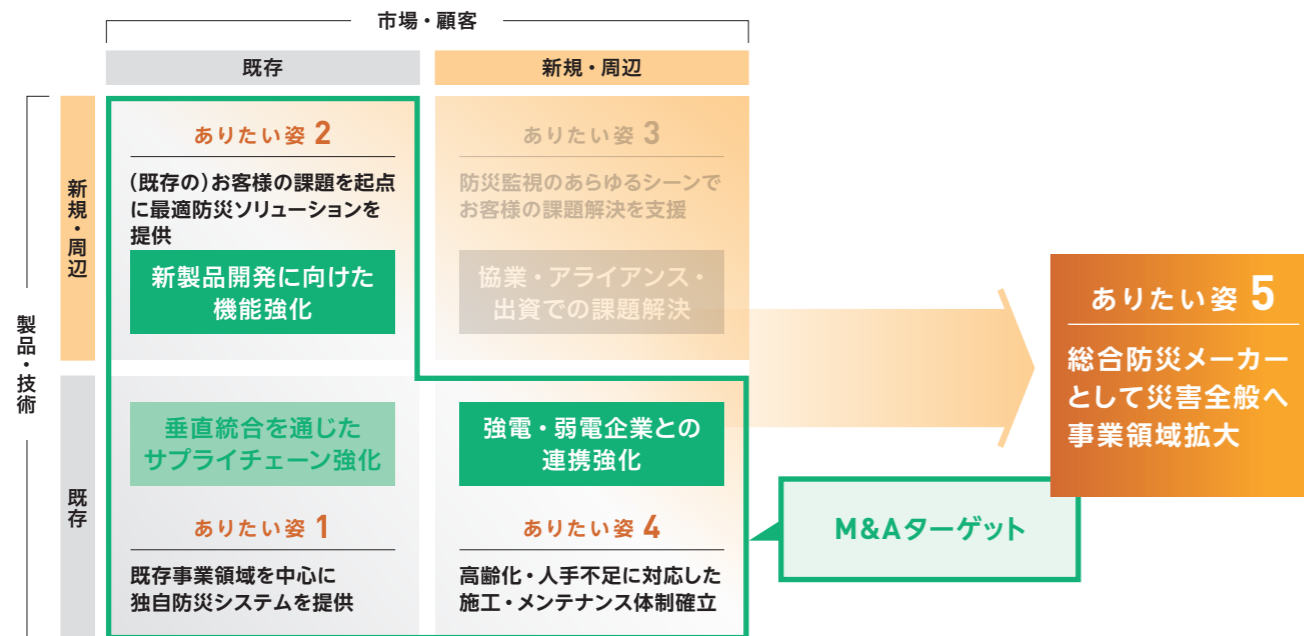 市場・顧客
既存
新規・周辺
製品・技術
新規・周辺
ありたい姿 2
(既存の)お客様の課題を起点
に最適防災ソリューションを
提供
新製品開発に向けた
機能強化
ありたい姿 3
防災監視のあらゆるシーンで
お客様の課題解決を支援
協業・アライアンス・
出資での課題解決
既存
垂直統合を通じた
サプライチェーン強化
ありたい姿 1
既存事業領域を中心に
独自防災システムを提供
強電・弱電企業との
連携強化
ありたい姿 4
高齢化・人手不足に対応した
施工・メンテナンス体制確立
ありたい姿 5
総合防災メーカー
として災害全般へ
事業領域拡大
M&Aターゲット